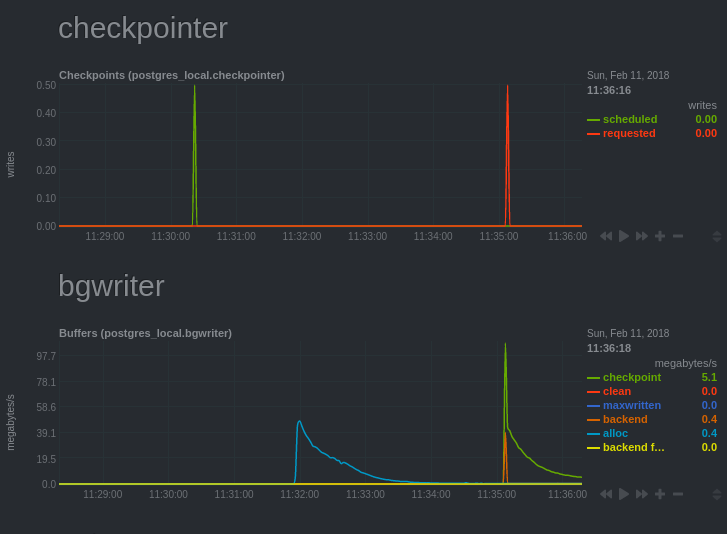 checkpointer
Checkpoints (postgres_local.checkpointer)
Sun, Feb 11, 2018
11:36:16
writes
scheduled 0.00
requested 0.00
writes
0.50
0.40
0.30
0.20
0.10
0.00
11:29:00 11:30:00 11:31:00 11:32:00 11:33:00 11:34:00 11:35:00 11:36:00
bgwriter
Buffers (postgres_local.bgwriter)
Sun, Feb 11, 2018
11:36:18
megabytes/s
checkpoint 5.1
clean 0.0
maxwritten 0.0
backend 0.4
alloc 0.4
backend f... 0.0
megabytes/s
97.7
78.1
58.6
39.1
19.5
0.0
11:29:00 11:30:00 11:31:00 11:32:00 11:33:00 11:34:00 11:35:00 11:36:00